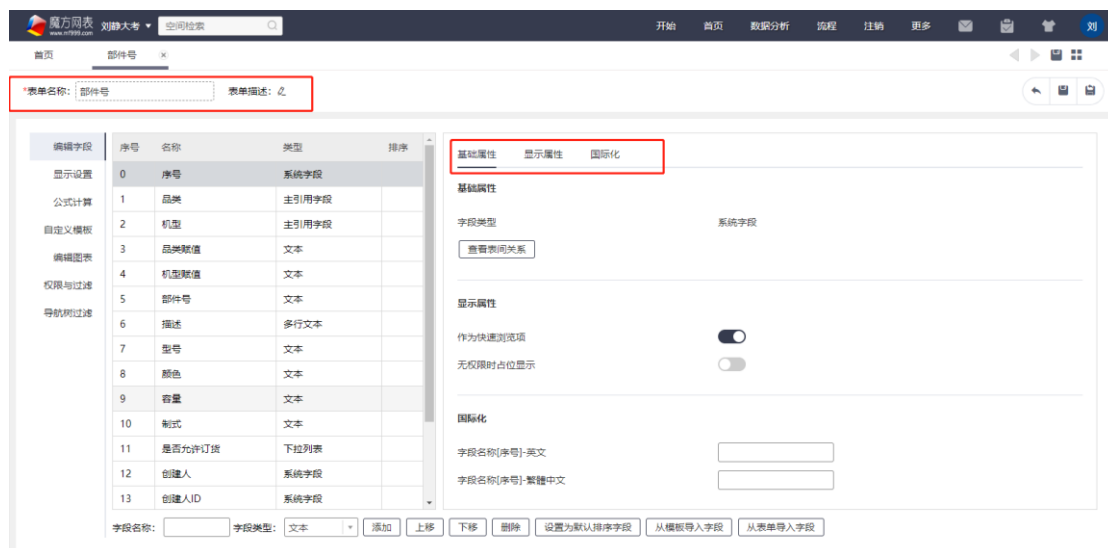 魔方网表 刘静大考 空间检索 开始 首页 数据分析 流程 注销 更多 刘
www.mf999.com
首页 部件号
*表单名称: 部件号 表单描述:
编辑字段 序号 名称 类型 排序 基础属性 显示属性 国际化
显示设置 0 序号 系统字段 基础属性
公式计算 1 品类 主引用字段
自定义模板 2 机型 主引用字段 字段类型 系统字段
编辑图表 3 品类赋值 文本 查看表间关系
权限与过滤 4 机型赋值 文本
导航树过滤 5 部件号 文本 显示属性
6 描述 多行文本 作为快速浏览项
7 型号 文本 无权限时占位显示
8 颜色 文本
9 容量 文本 国际化
10 制式 文本
11 是否允许订货 下拉列表 字段名称[序号]-英文
12 创建人 系统字段 字段名称[序号]-繁體中文
13 创建人ID 系统字段
字段名称: 字段类型: 文本 添加 上移 下移 删除 设置为默认排序字段 从模板导入字段 从表单导入字段